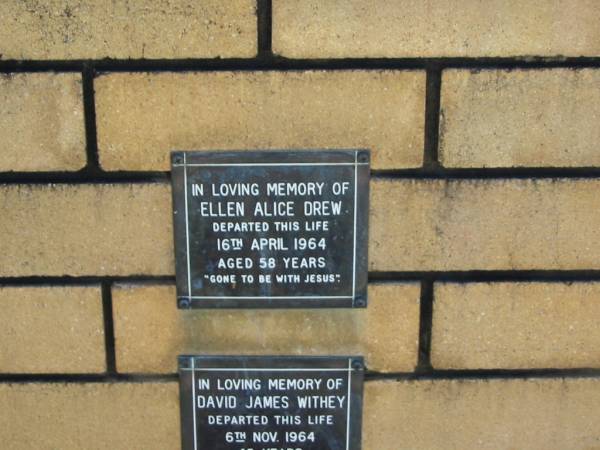 IN LOVING MEMORY OF
ELLEN ALICE DREW
DEPARTED THIS LIFE
16TH APRIL 1964
AGED 58 YEARS
"GONE TO BE WITH JESUS".
IN LOVING MEMORY OF
DAVID JAMES WITHEY
DEPARTED THIS LIFE
6TH NOV. 1964
YEARS